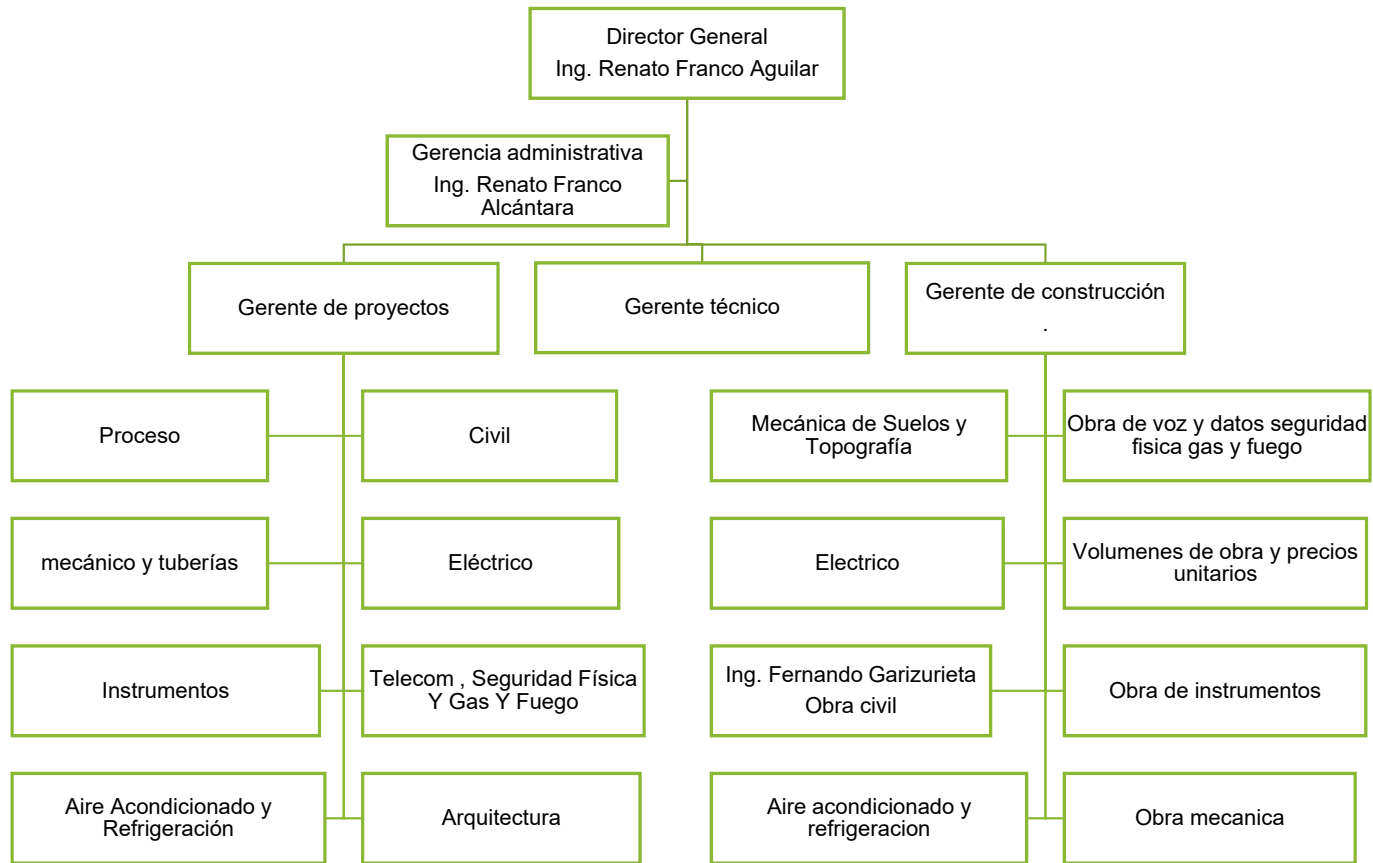 Director General
Ing. Renato Franco Aguilar
Gerencia administrativa
Ing. Renato Franco
Alcántara
Gerente de proyectos
Gerente técnico
Gerente de construcción
.
Proceso
Civil
Mecánica de Suelos y
Topografía
Obra de voz y datos seguridad
fisica gas y fuego
mecánico y tuberías
Eléctrico
Electrico
Volumenes de obra y precios
unitarios
Instrumentos
Telecom , Seguridad Física
Y Gas Y Fuego
Ing. Fernando Garizurieta
Obra civil
Obra de instrumentos
Aire Acondicionado y
Refrigeración
Arquitectura
Aire acondicionado y
refrigeracion
Obra mecanica